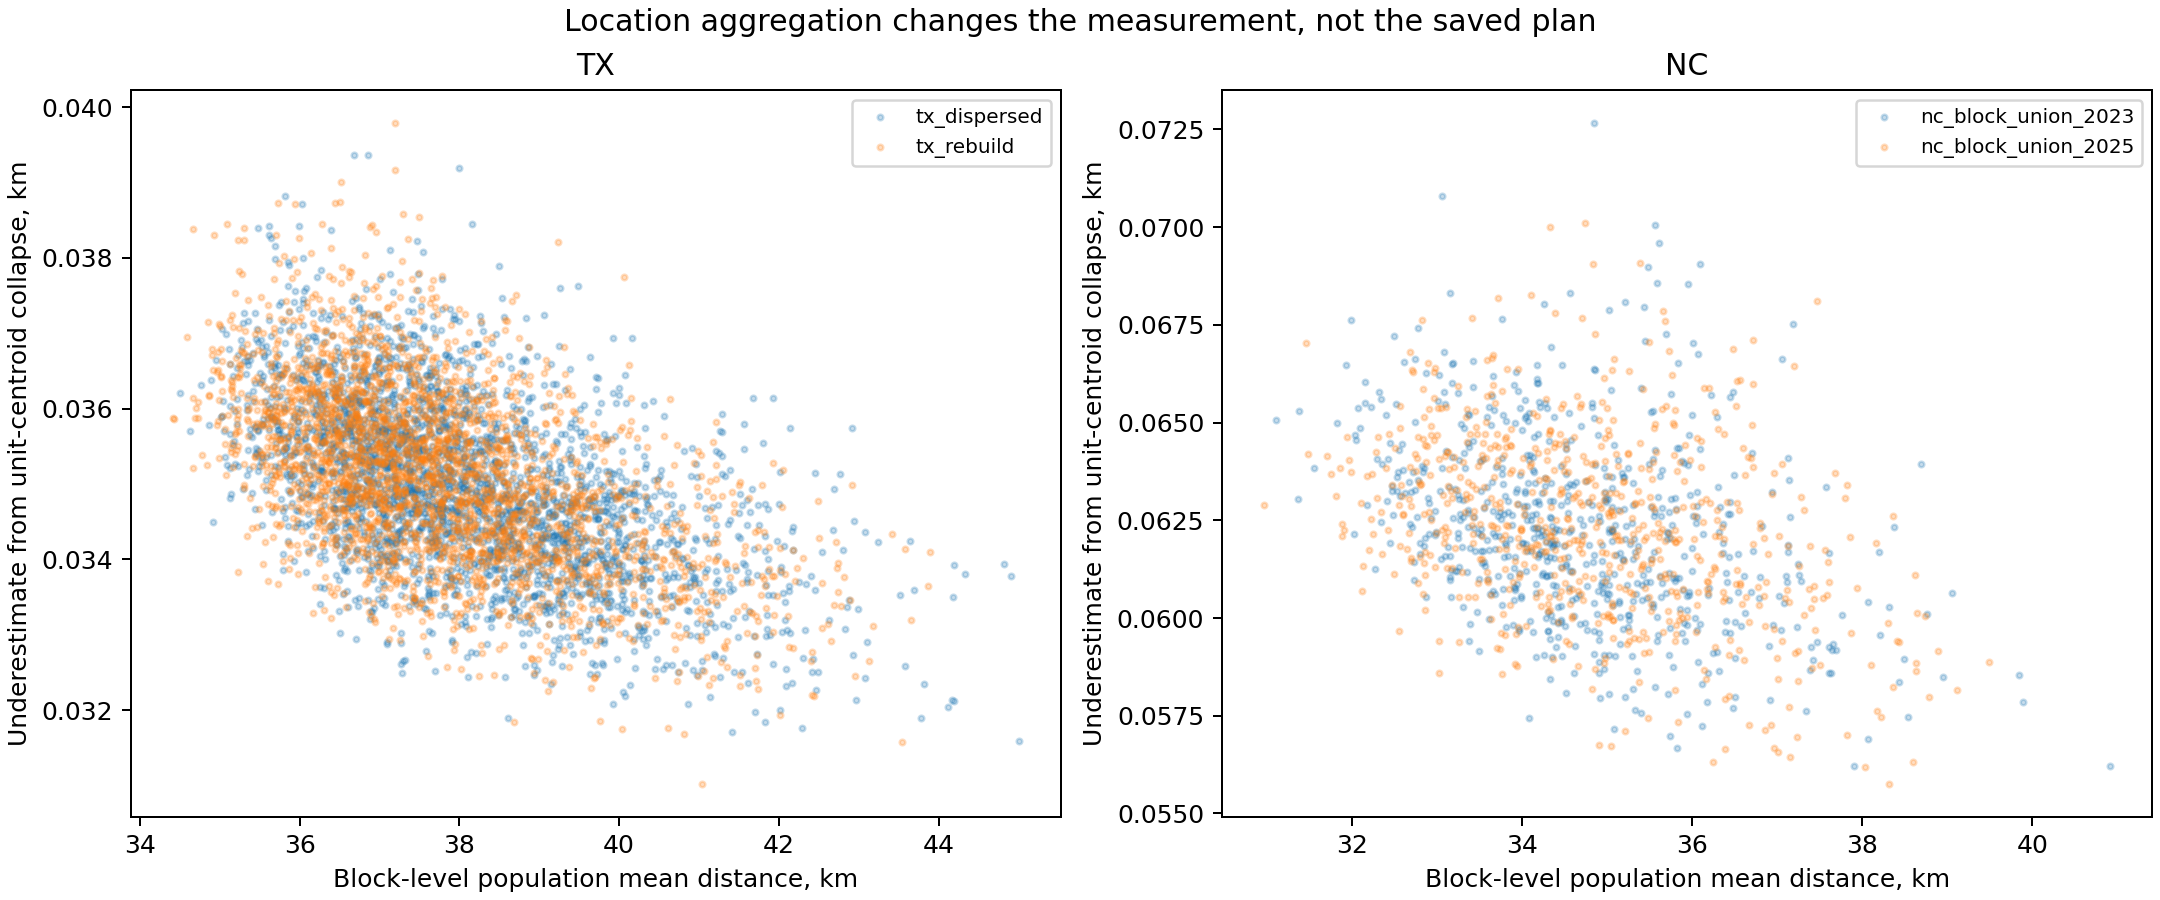 Location aggregation changes the measurement, not the saved plan
TX
Underestimate from unit-centroid collapse, km
0.040
0.038
0.036
0.034
0.032
tx_dispersed
tx_rebuild
34 36 38 40 42 44
Block-level population mean distance, km
NC
Underestimate from unit-centroid collapse, km
0.0725
0.0700
0.0675
0.0650
0.0625
0.0600
0.0575
0.0550
nc_block_union_2023
nc_block_union_2025
32 34 36 38 40
Block-level population mean distance, km